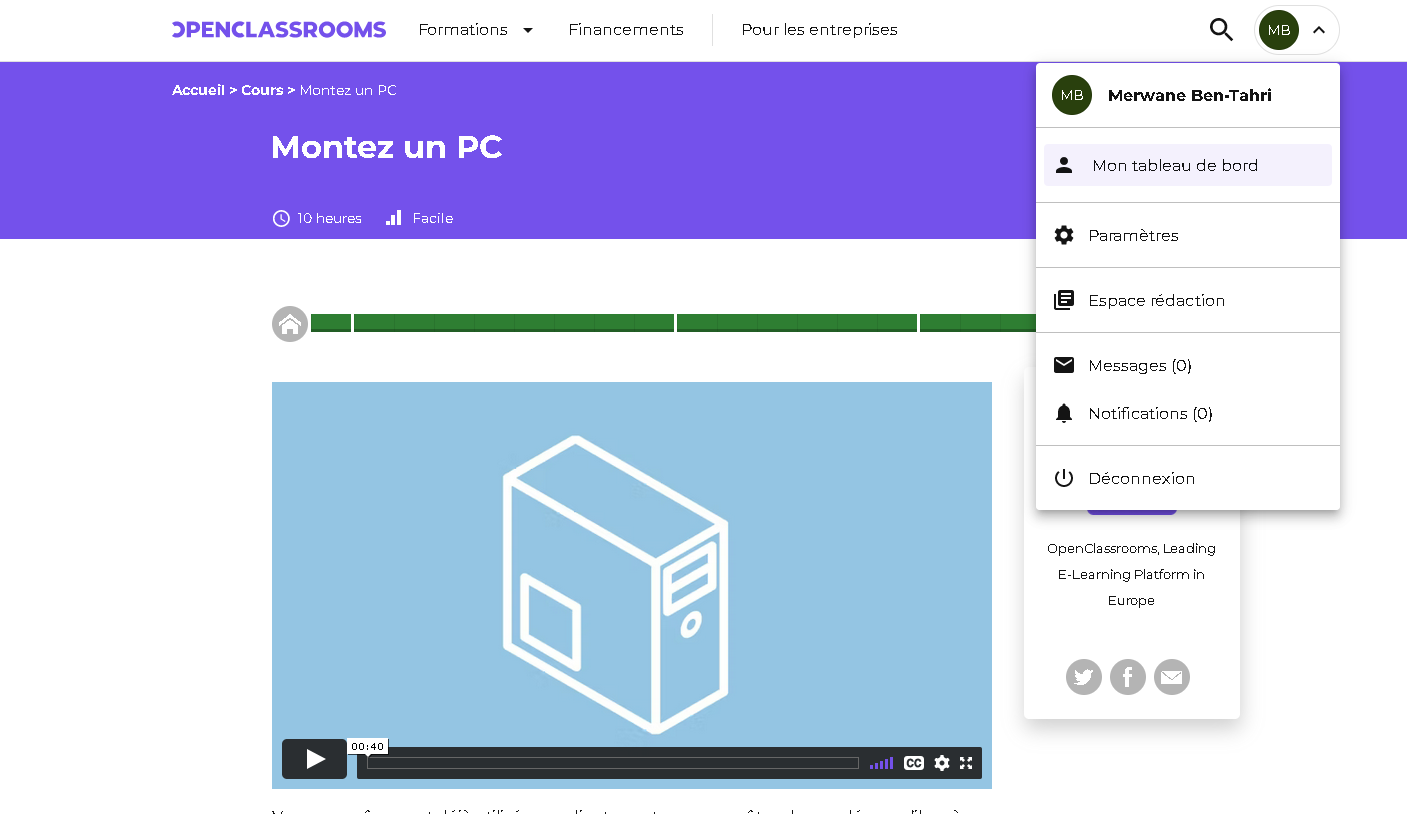 OPENCLASSROOMS
Formations
Financements
Pour les entreprises
MB
MB
Merwane Ben-Tahri
Accueil > Cours > Montez un PC
Montez un PC
10 heures
Facile
Mon tableau de bord
Paramètres
Espace rédaction
Messages (0)
Notifications (0)
Déconnexion
OpenClassrooms, Leading
E-Learning Platform in
Europe
00:40
CC